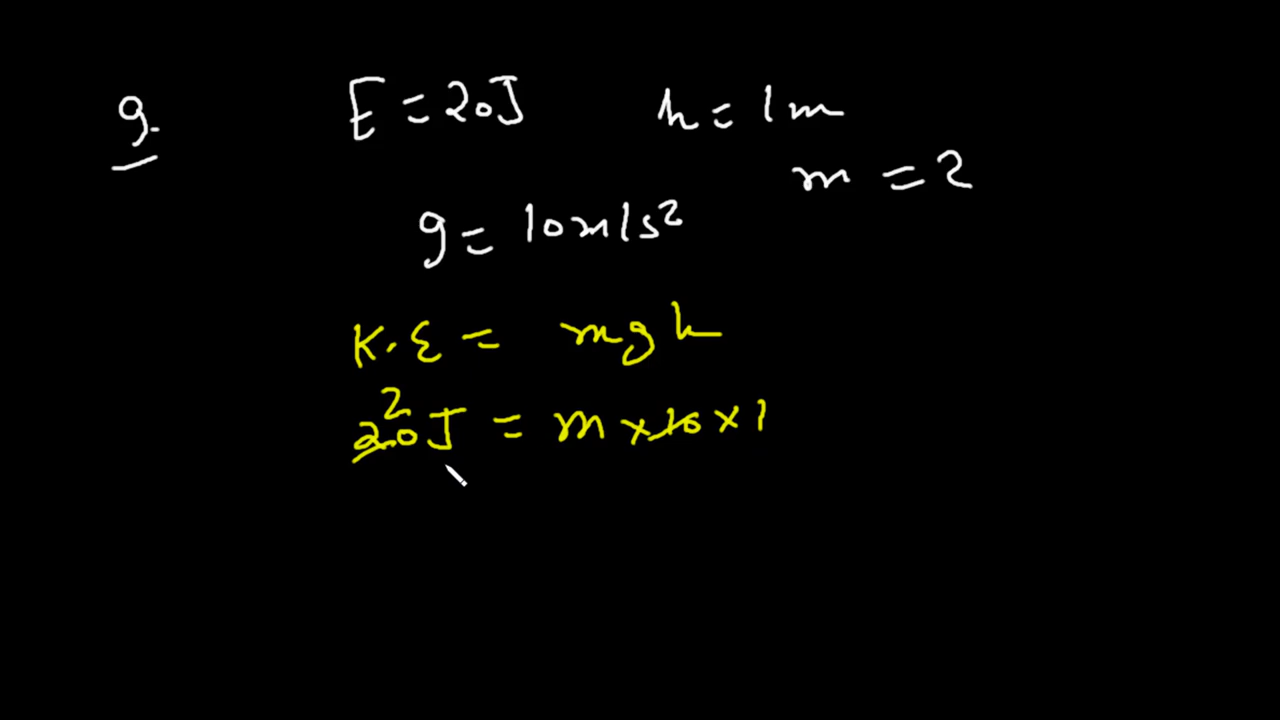 9. E = 20J h = 1m
m = 2
g = 10m/s²
K.E = mgh
2
20J = m × 10 × 1